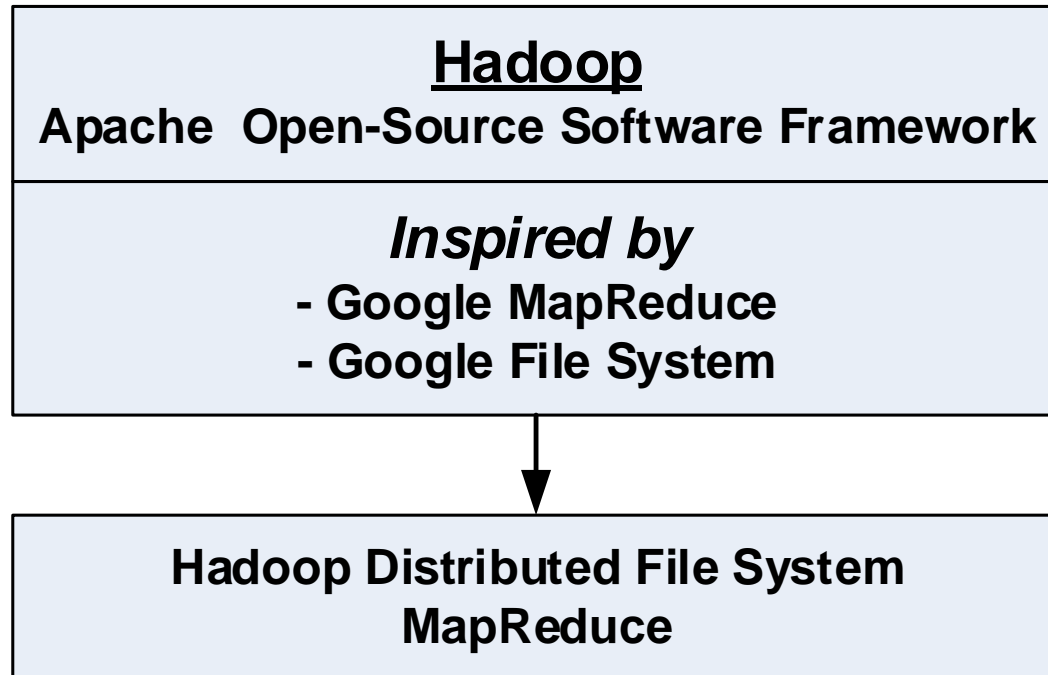 Hadoop
Apache  Open-Source Software Framework
Inspired by
- Google MapReduce
- Google File System
Hadoop Distributed File System
MapReduce